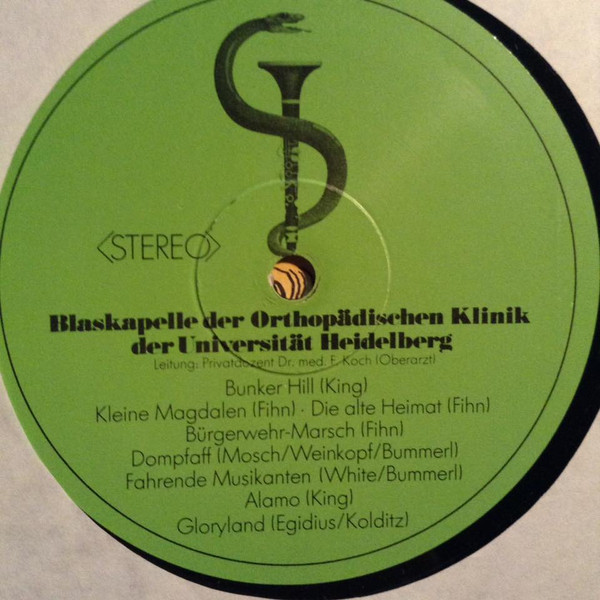 <STEREO>
Blaskapelle der Orthopädischen Klinik
der Universität Heidelberg
Leitung: Privatdozent Dr. med. F. Koch (Oberarzt)
Bunker Hill (King)
Kleine Magdalen (Fihn) · Die alte Heimat (Fihn)
Bürgerwehr-Marsch (Fihn)
Dompfaff (Mosch/Weinkopf/Bummerl)
Fahrende Musikanten (White/Bummerl)
Alamo (King)
Gloryland (Egidius/Kolditz)